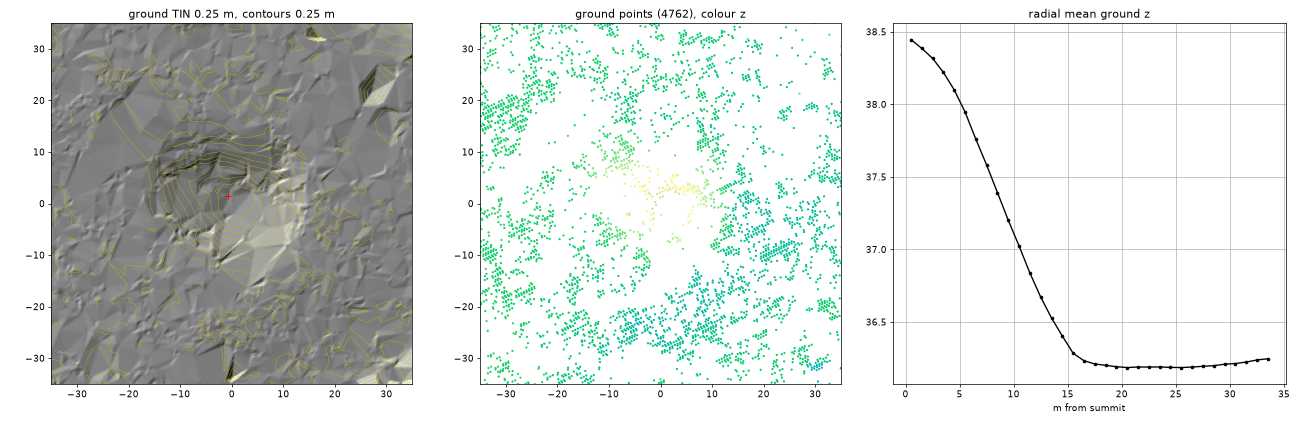 ground TIN 0.25 m, contours 0.25 m
30
20
10
0
−10
−20
−30
−30 −20 −10 0 10 20 30
ground points (4762), colour z
30
20
10
0
−10
−20
−30
−30 −20 −10 0 10 20 30
radial mean ground z
38.5
38.0
37.5
37.0
36.5
0 5 10 15 20 25 30 35
m from summit